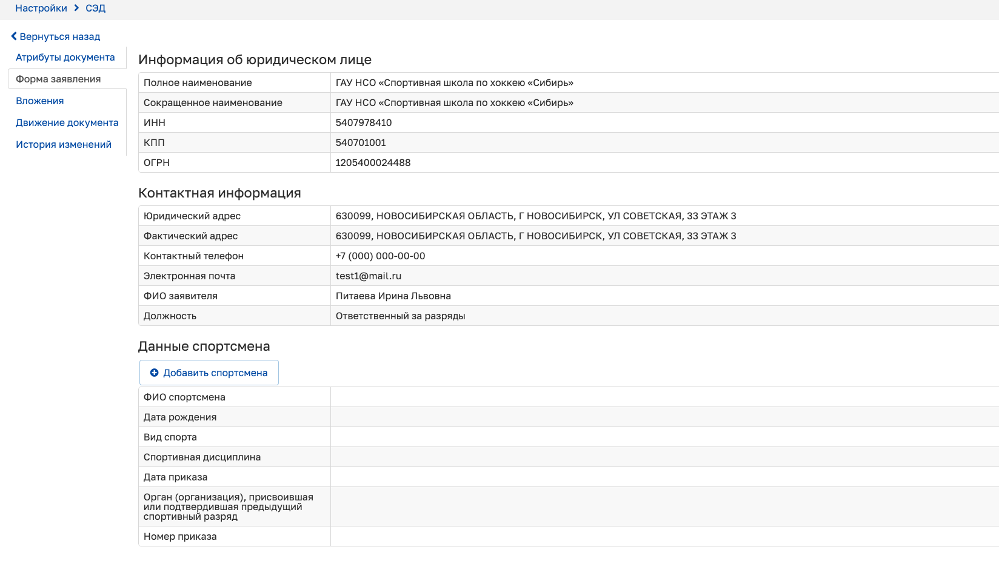 Настройки > СЭД
Вернуться назад
Атрибуты документа
Форма заявления
Вложения
Движение документа
История изменений
Информация об юридическом лице
Полное наименование ГАУ НСО «Спортивная школа по хоккею «Сибирь»
Сокращенное наименование ГАУ НСО «Спортивная школа по хоккею «Сибирь»
ИНН 5407978410
КПП 540701001
ОГРН 1205400024488
Контактная информация
Юридический адрес 630099, НОВОСИБИРСКАЯ ОБЛАСТЬ, Г НОВОСИБИРСК, УЛ СОВЕТСКАЯ, 33 ЭТАЖ 3
Фактический адрес 630099, НОВОСИБИРСКАЯ ОБЛАСТЬ, Г НОВОСИБИРСК, УЛ СОВЕТСКАЯ, 33 ЭТАЖ 3
Контактный телефон +7 (000) 000-00-00
Электронная почта test1@mail.ru
ФИО заявителя Питаева Ирина Львовна
Должность Ответственный за разряды
Данные спортсмена
Добавить спортсмена
ФИО спортсмена
Дата рождения
Вид спорта
Спортивная дисциплина
Дата приказа
Орган (организация), присвоившая
или подтвердившая предыдущий
спортивный разряд
Номер приказа